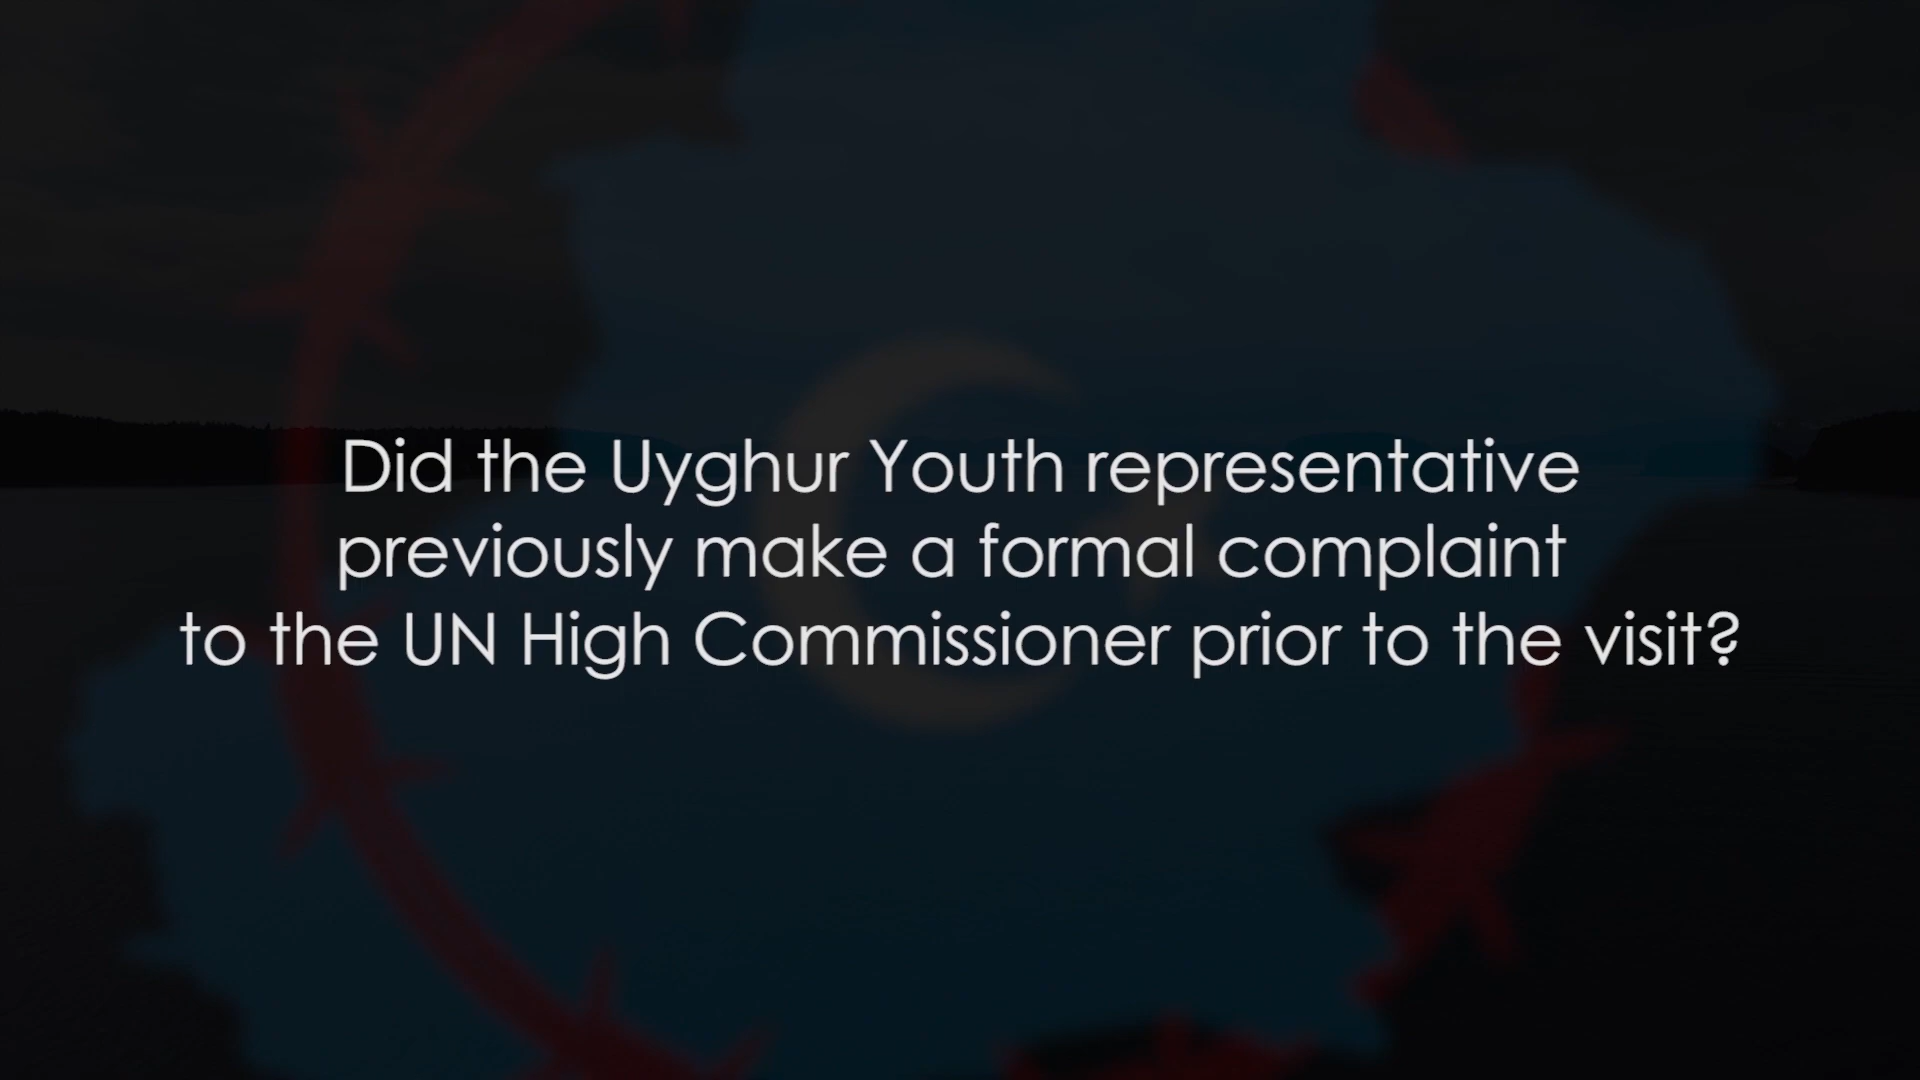 Did the Uyghur Youth representative
previously make a formal complaint
to the UN High Commissioner prior to the visit?